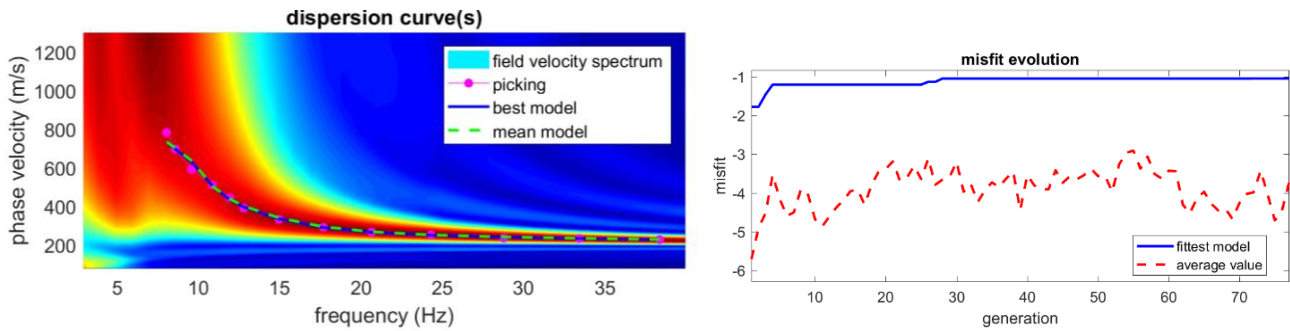 dispersion curve(s)
phase velocity (m/s)
1200
1000
800
600
400
200
field velocity spectrum
picking
best model
mean model
5 10 15 20 25 30 35
frequency (Hz)
misfit evolution
misfit
-1
-2
-3
-4
-5
-6
fittest model
average value
10 20 30 40 50 60 70
generation